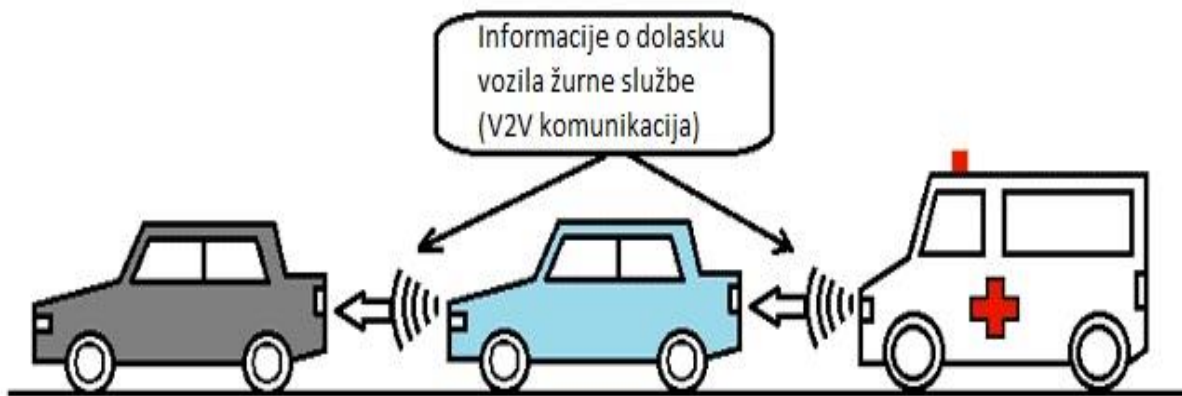 Informacije o dolasku
vozila žurne službe
(V2V komunikacija)